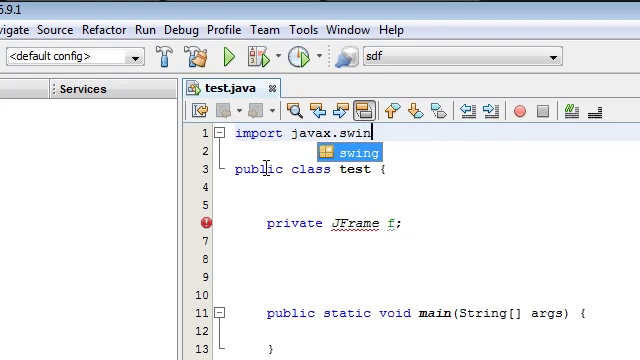 5.9.1
avigate Source Refactor Run Debug Profile Team Tools Window Help
<default config> sdf
Services test.java
1 import javax.swin
2 swing
3 public class test {
4
5
6 private JFrame f;
7
8
9
10
11 public static void main(String[] args) {
12
13 }